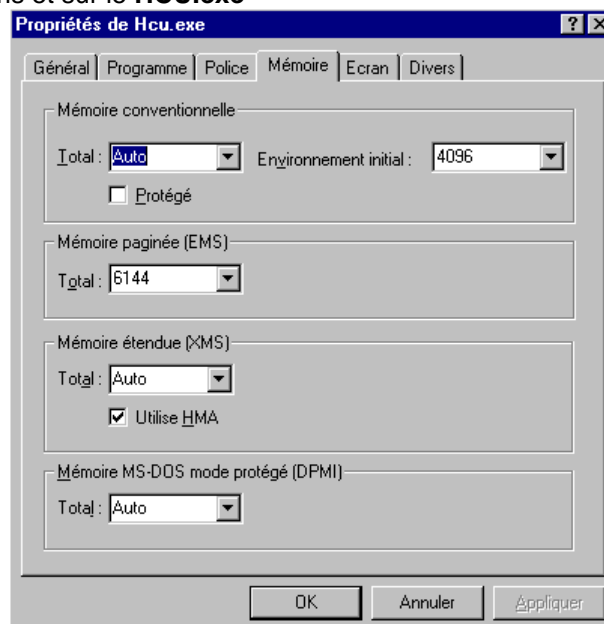 ns et sur le HCU.exe
Propriétés de Hcu.exe
Général Programme Police Mémoire Ecran Divers
Mémoire conventionnelle
Total : Auto Environnement initial : 4096
Protégé
Mémoire paginée (EMS)
Total : 6144
Mémoire étendue (XMS)
Total : Auto
Utilise HMA
Mémoire MS-DOS mode protégé (DPMI)
Total : Auto
OK Annuler Appliquer